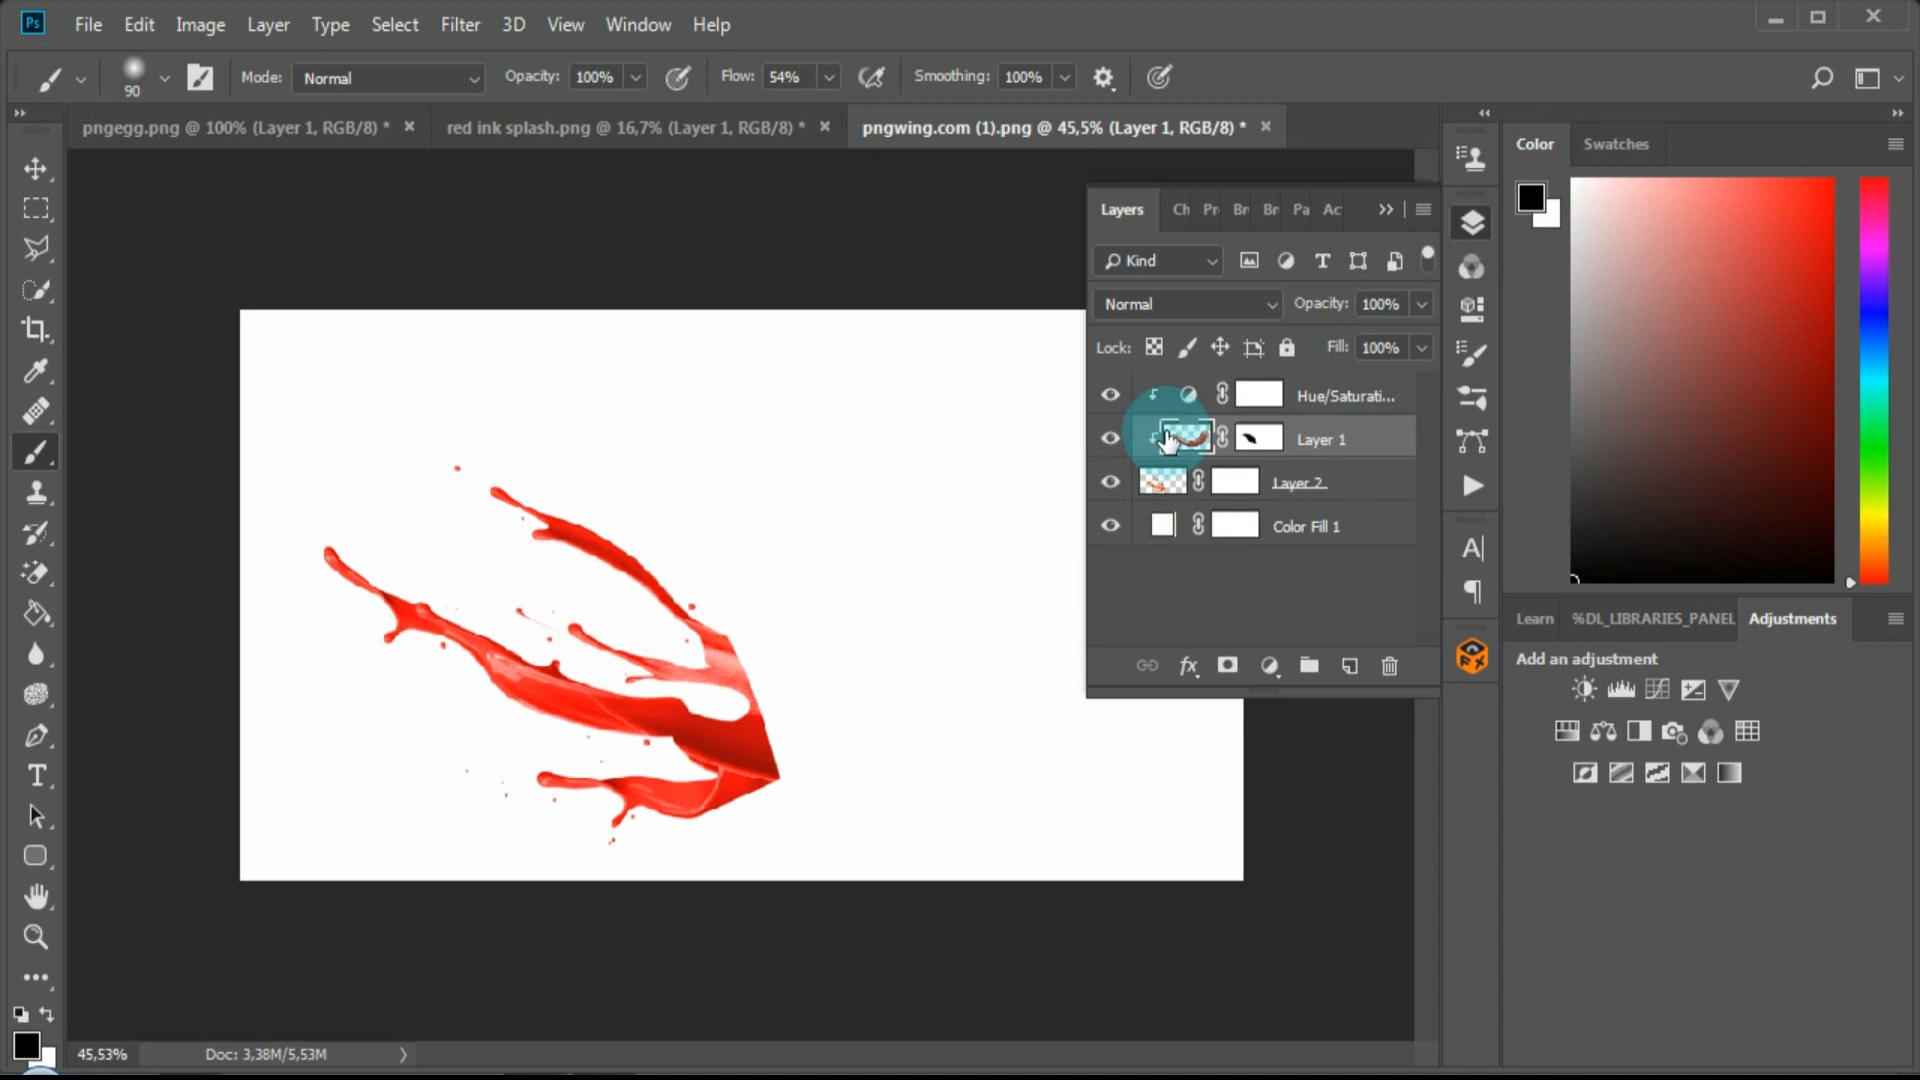 Ps File Edit Image Layer Type Select Filter 3D View Window Help
90 Mode: Normal Opacity: 100% Flow: 54% Smoothing: 100%
pngegg.png @ 100% (Layer 1, RGB/8) * red ink splash.png @ 16,7% (Layer 1, RGB/8) * pngwing.com (1).png @ 45,5% (Layer 1, RGB/8) *
Color Swatches
Layers Ch Pr Br Br Pa Ac
Kind
Normal Opacity: 100%
Lock: Fill: 100%
Hue/Saturati...
Layer 1
Layer 2
Color Fill 1
Learn %DL_LIBRARIES_PANEL Adjustments
Add an adjustment
45,53% Doc: 3,38M/5,53M